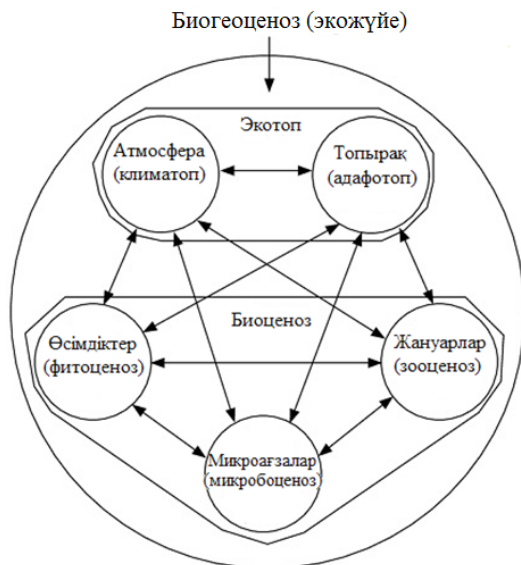 Биогеоценоз (экожүйе)
Экотоп
Атмосфера
(климатоп)
Топырақ
(адафотоп)
Биоценоз
Өсімдіктер
(фитоценоз)
Жануарлар
(зооценоз)
Микроағзалар
(микробоценоз)